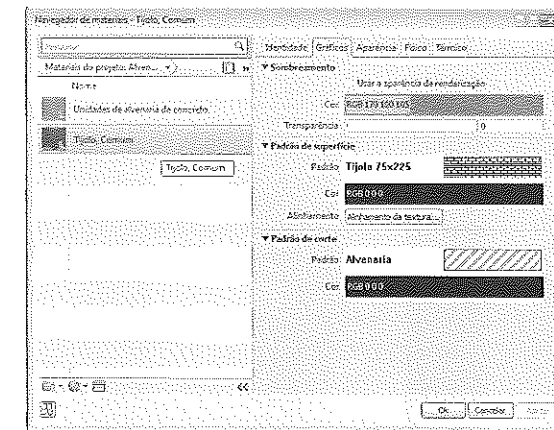 Navegador de materiais - Tijolo, Comum
Identidade Gráficos Aparência Físico Térmico
Materiais do projeto: Alven...
Nome
Unidades de alvenaria de concreto
Tijolo, Comum
Tijolo, Comum
▼ Sombreamento
Usar a aparência da renderização
Cor RGB 170
Transparência 0
▼ Padrão de superfície
Padrão Tijolo 75x225
Cor RGB 0 0 0
Alinhamento Alinhamento da textura...
▼ Padrão de corte
Padrão Alvenaria
Cor RGB 0 0 0
Ok Cancelar